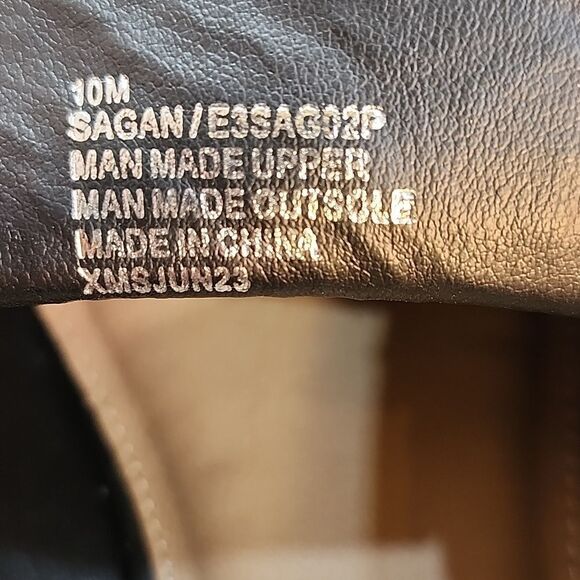 10M
SAGAN/E3SAG02P
MAN MADE UPPER
MAN MADE OUTSOLE
MADE IN CHINA
XMSJUN23